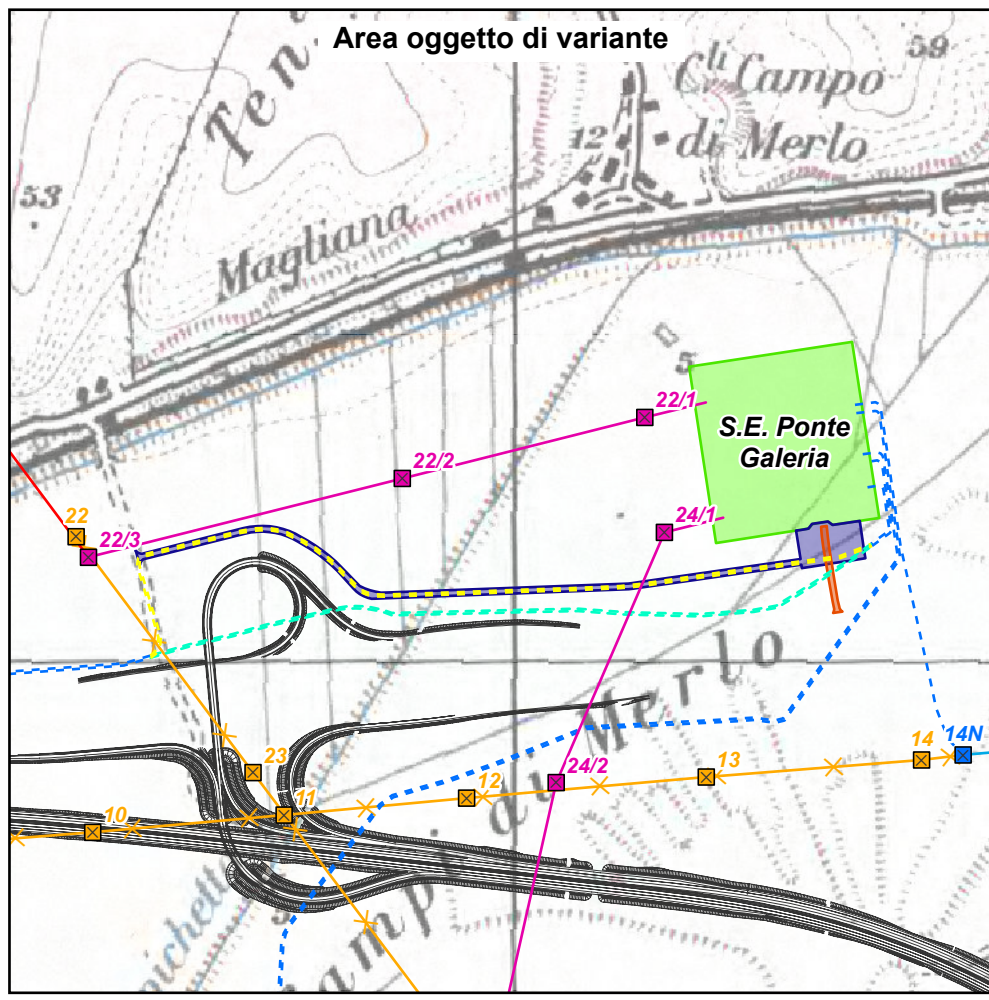 Area oggetto di variante
59
Ten
C.li Campo
di Merlo
12
53
Magliana
5
22/1
S.E. Ponte
Galeria
22/2
24/1
22
22/3
di Merlo
14N
14
23
24/2
13
12
11
10